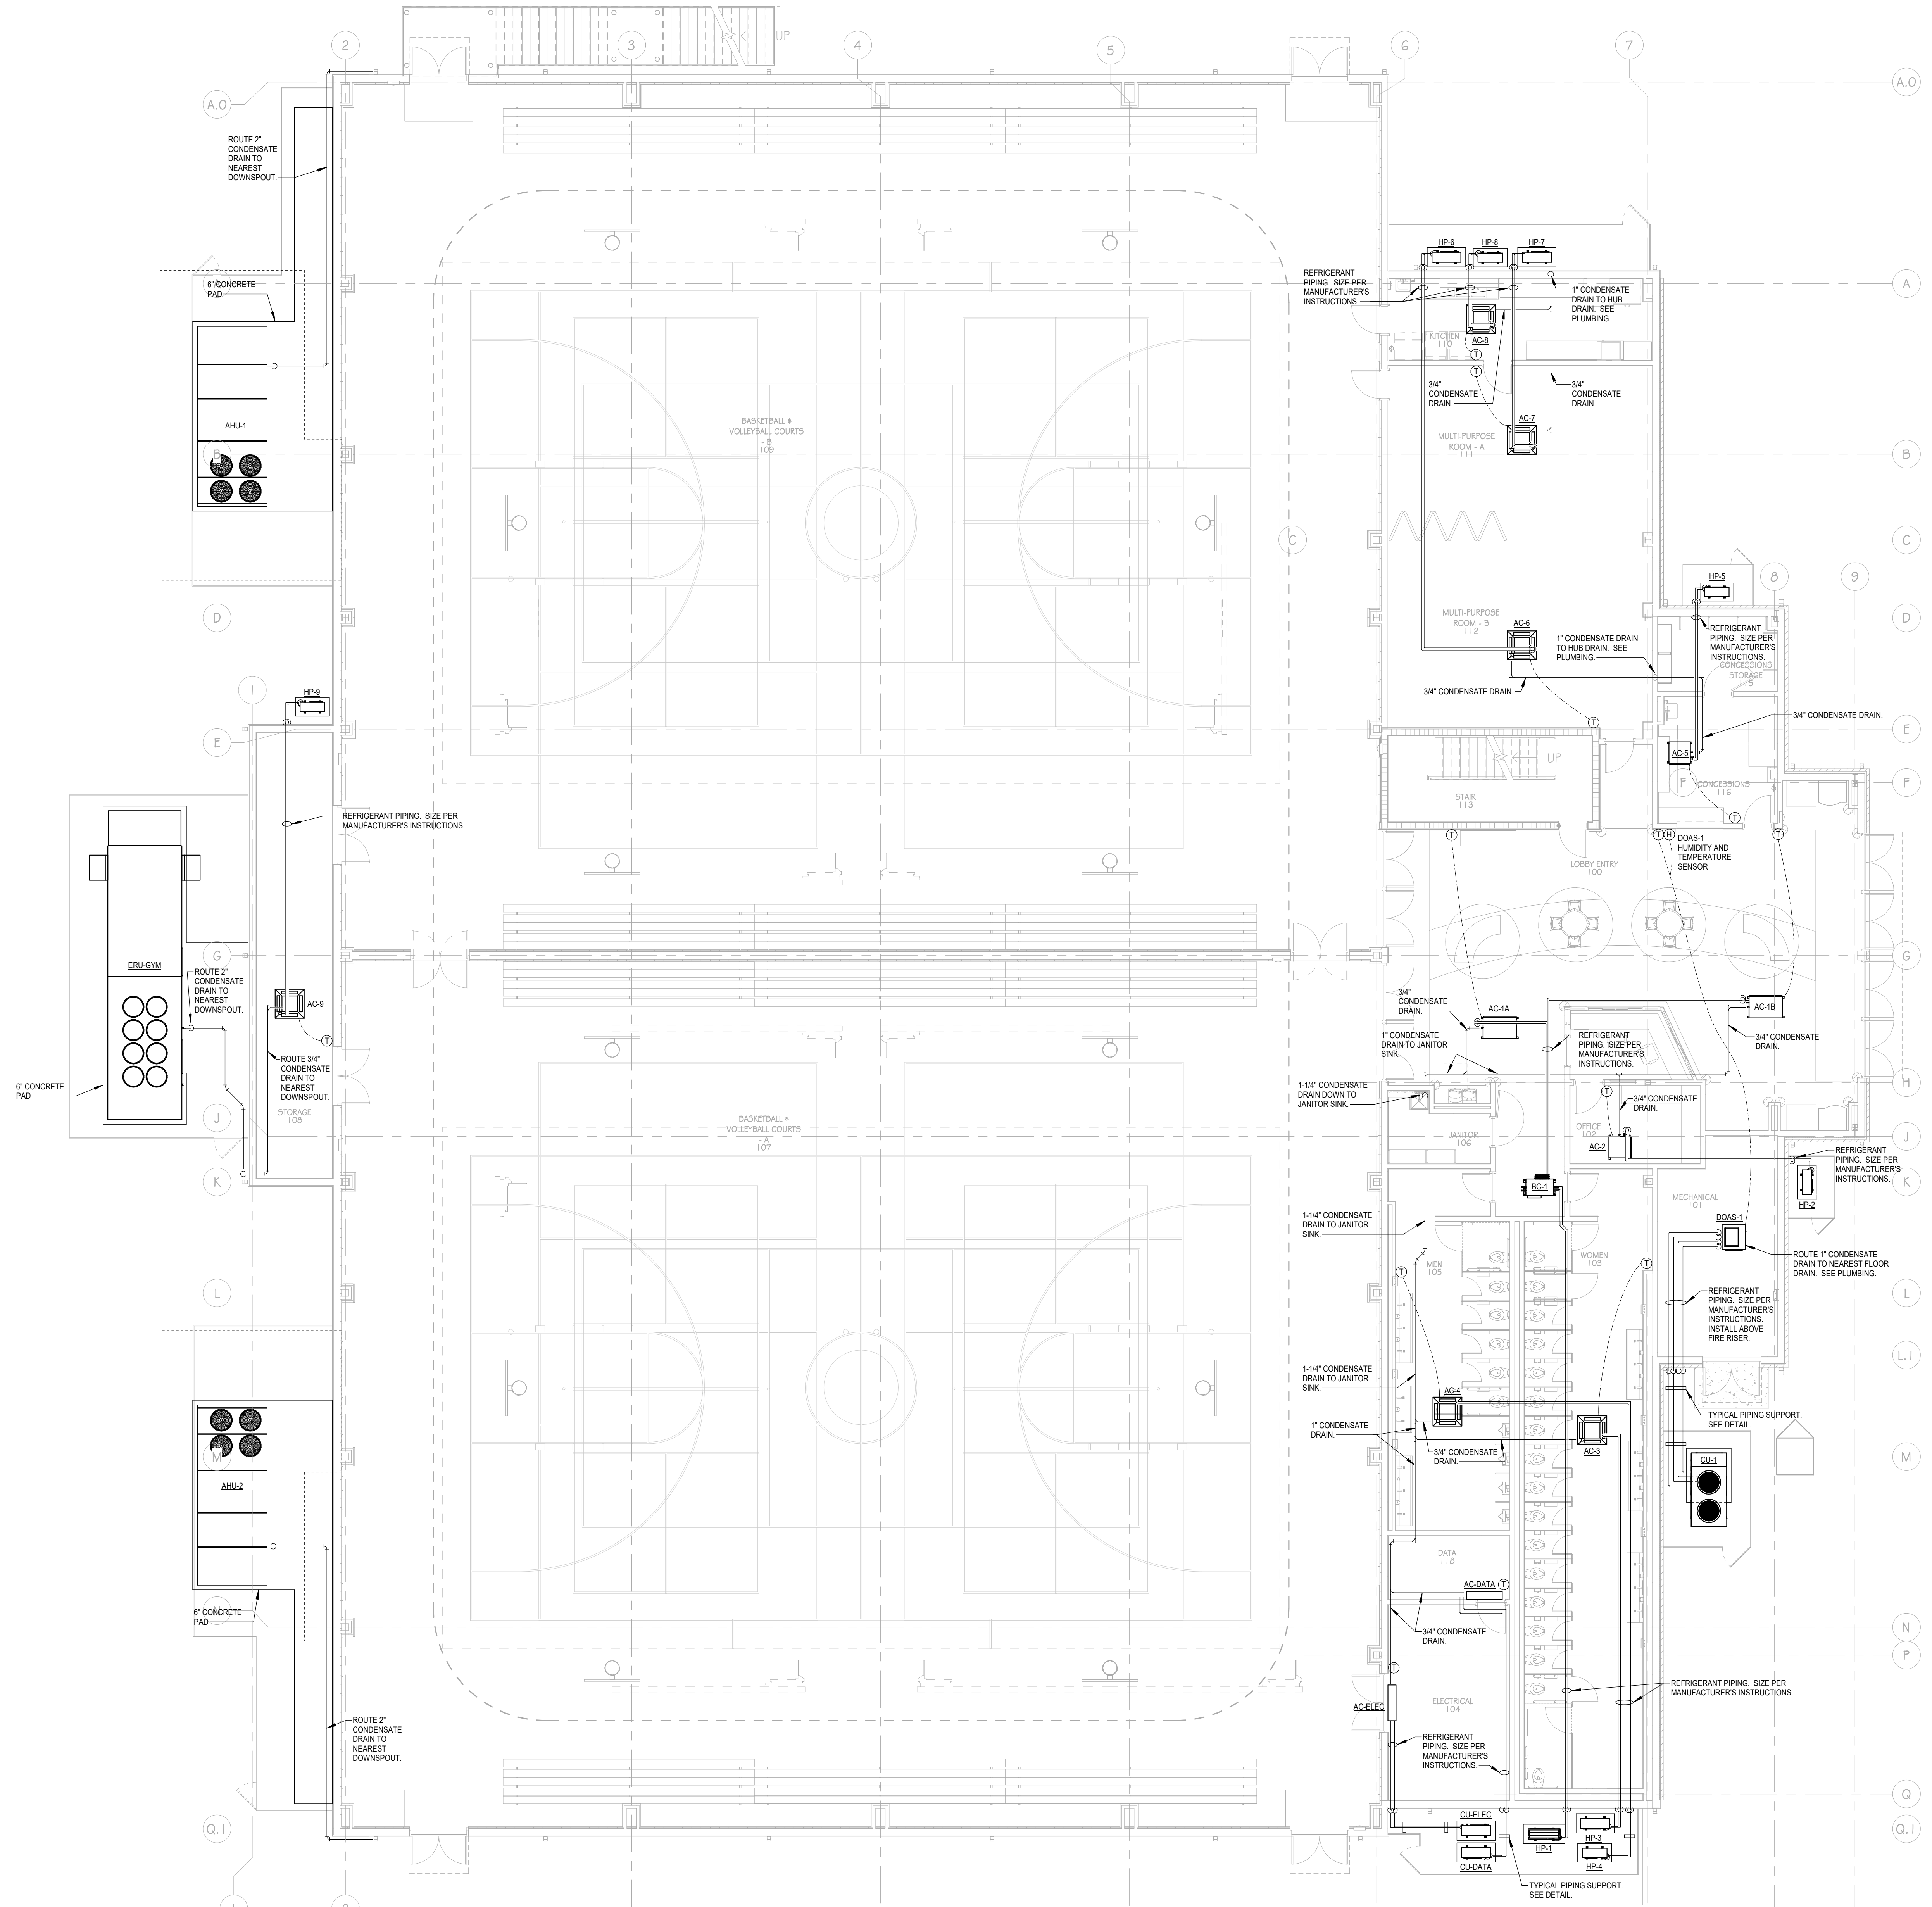 UP
2
3
4
5
6
7
A.O
A.O
ROUTE 2"
CONDENSATE
DRAIN TO
NEAREST
DOWNSPOUT.
HP-6
HP-8
HP-7
REFRIGERANT
PIPING. SIZE PER
MANUFACTURER'S
INSTRUCTIONS.
1" CONDENSATE
DRAIN TO HUB
DRAIN. SEE
PLUMBING.
A
6" CONCRETE
PAD
KITCHEN
110
AC-8
T
T
3/4"
CONDENSATE
DRAIN.
3/4"
CONDENSATE
DRAIN.
AHU-1
BASKETBALL &
VOLLEYBALL COURTS
- B
109
AC-7
MULTI-PURPOSE
ROOM - A
111
B
B
C
C
HP-5
8
9
D
MULTI-PURPOSE
ROOM - B
112
AC-6
D
1" CONDENSATE DRAIN
TO HUB DRAIN. SEE
PLUMBING.
REFRIGERANT
PIPING. SIZE PER
MANUFACTURER'S
INSTRUCTIONS.
CONCESSIONS
STORAGE
115
3/4" CONDENSATE DRAIN.
1
HP-9
T
3/4" CONDENSATE DRAIN.
E
E
UP
AC-5
F
F
CONCESSIONS
116
STAIR
113
T
REFRIGERANT PIPING. SIZE PER
MANUFACTURER'S INSTRUCTIONS.
T
T
H
T
DOAS-1
HUMIDITY AND
TEMPERATURE
SENSOR
LOBBY ENTRY
100
G
G
ERU-GYM
ROUTE 2"
CONDENSATE
DRAIN TO
NEAREST
DOWNSPOUT.
AC-9
T
3/4"
CONDENSATE
DRAIN.
AC-1A
AC-1B
1" CONDENSATE
DRAIN TO JANITOR
SINK.
REFRIGERANT
PIPING. SIZE PER
MANUFACTURER'S
INSTRUCTIONS.
3/4" CONDENSATE
DRAIN.
ROUTE 3/4"
CONDENSATE
DRAIN TO
NEAREST
DOWNSPOUT.
6" CONCRETE
PAD
H
1-1/4" CONDENSATE
DRAIN DOWN TO
JANITOR SINK.
T
3/4" CONDENSATE
DRAIN.
STORAGE
108
J
BASKETBALL &
VOLLEYBALL COURTS
- A
107
JANITOR
106
OFFICE
102
AC-2
J
REFRIGERANT
PIPING. SIZE PER
MANUFACTURER'S
INSTRUCTIONS.
K
BC-1
K
MECHANICAL
101
HP-2
1-1/4" CONDENSATE
DRAIN TO JANITOR
SINK.
DOAS-1
MEN
105
WOMEN
103
T
T
ROUTE 1" CONDENSATE
DRAIN TO NEAREST FLOOR
DRAIN. SEE PLUMBING.
L
L
REFRIGERANT
PIPING. SIZE PER
MANUFACTURER'S
INSTRUCTIONS.
INSTALL ABOVE
FIRE RISER.
L.1
1-1/4" CONDENSATE
DRAIN TO JANITOR
SINK.
AC-4
TYPICAL PIPING SUPPORT.
SEE DETAIL.
1" CONDENSATE
DRAIN.
3/4" CONDENSATE
DRAIN.
AC-3
M
M
CU-1
AHU-2
DATA
118
AC-DATA
T
6" CONCRETE
PAD
N
N
3/4" CONDENSATE
DRAIN.
P
T
AC-ELEC
ELECTRICAL
104
REFRIGERANT PIPING. SIZE PER
MANUFACTURER'S INSTRUCTIONS.
ROUTE 2"
CONDENSATE
DRAIN TO
NEAREST
DOWNSPOUT.
REFRIGERANT
PIPING. SIZE PER
MANUFACTURER'S
INSTRUCTIONS.
Q
Q.1
CU-ELEC
HP-1
HP-3
Q.1
CU-DATA
HP-4
TYPICAL PIPING SUPPORT.
SEE DETAIL.